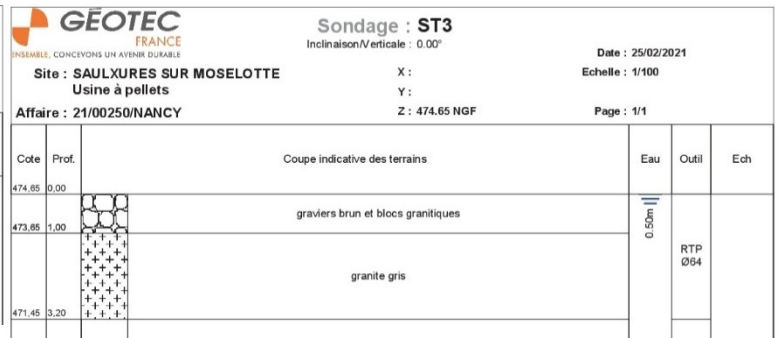 GÉOTEC
FRANCE
ENSEMBLE, CONCEVONS UN AVENIR DURABLE
Sondage : ST3
Inclinaison/Verticale : 0.00°
Date : 25/02/2021
Site : SAULXURES SUR MOSELOTTE
X :
Echelle : 1/100
Usine à pellets
Y :
Affaire : 21/00250/NANCY
Z : 474.65 NGF
Page : 1/1
Cote Prof. Coupe indicative des terrains Eau Outil Ech
474,65 0,00
graviers brun et blocs granitiques
0.50m
473,65 1,00
RTP
Ø64
granite gris
471,45 3,20